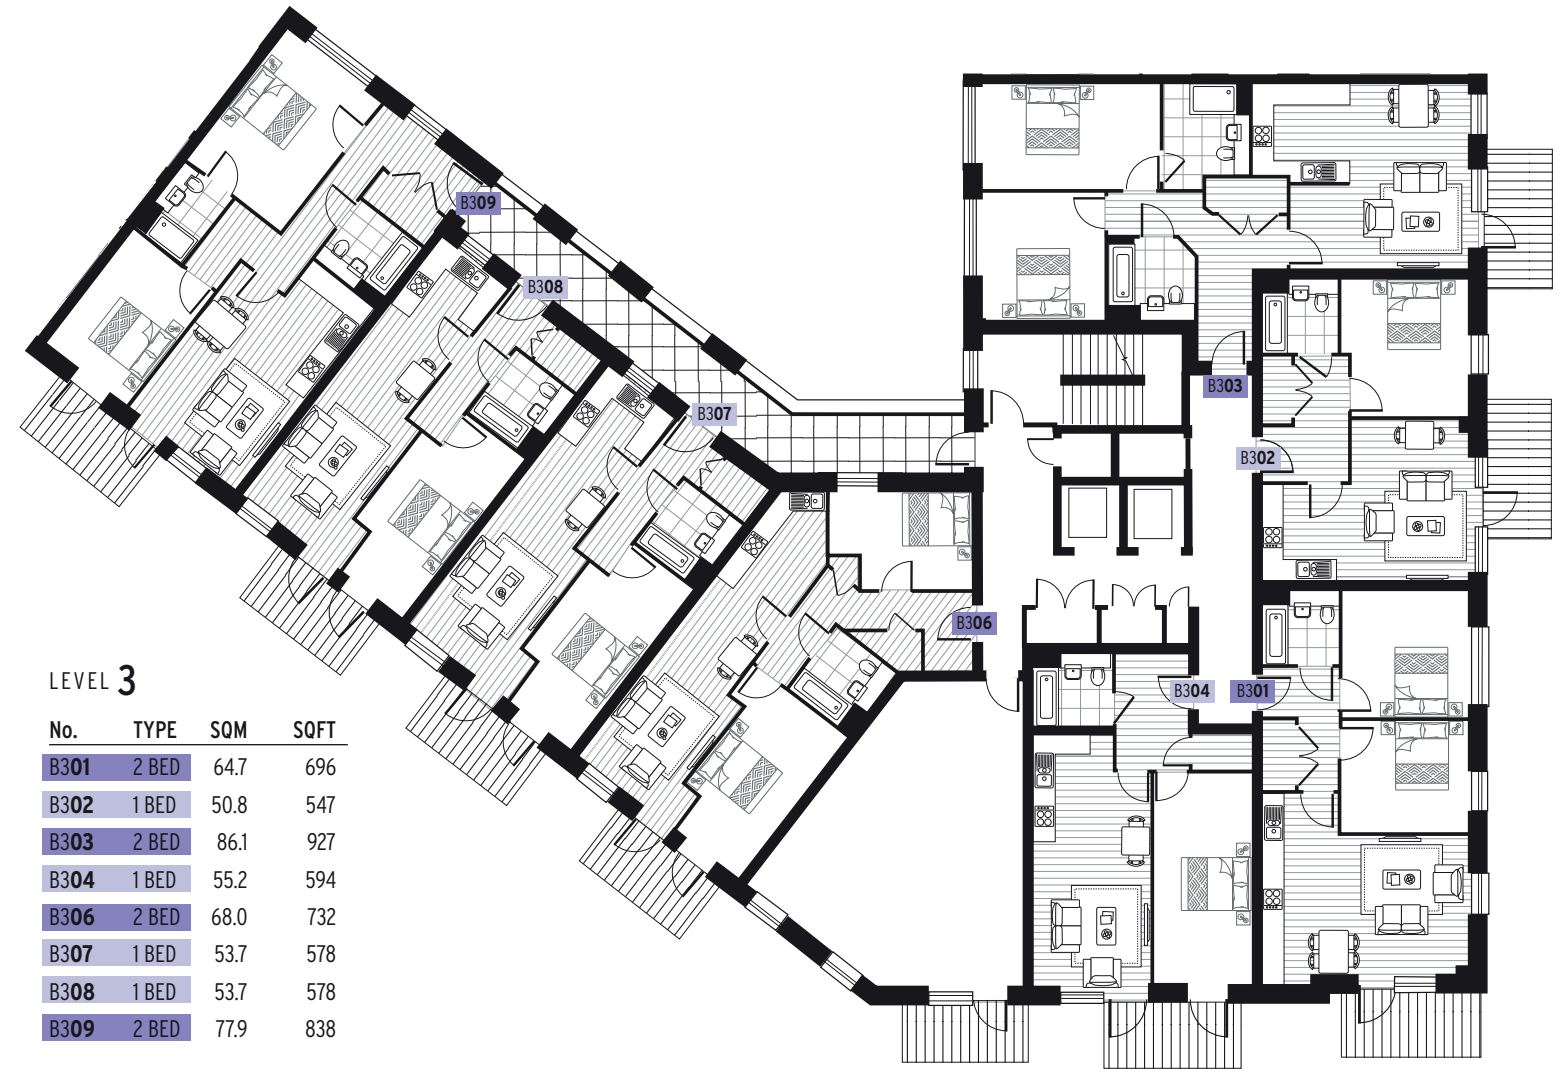 B309
B308
B307
B303
B302
B306
B304
B301
LEVEL 3
No. TYPE SQM SQFT
B301 2 BED 64.7 696
B302 1 BED 50.8 547
B303 2 BED 86.1 927
B304 1 BED 55.2 594
B306 2 BED 68.0 732
B307 1 BED 53.7 578
B308 1 BED 53.7 578
B309 2 BED 77.9 838